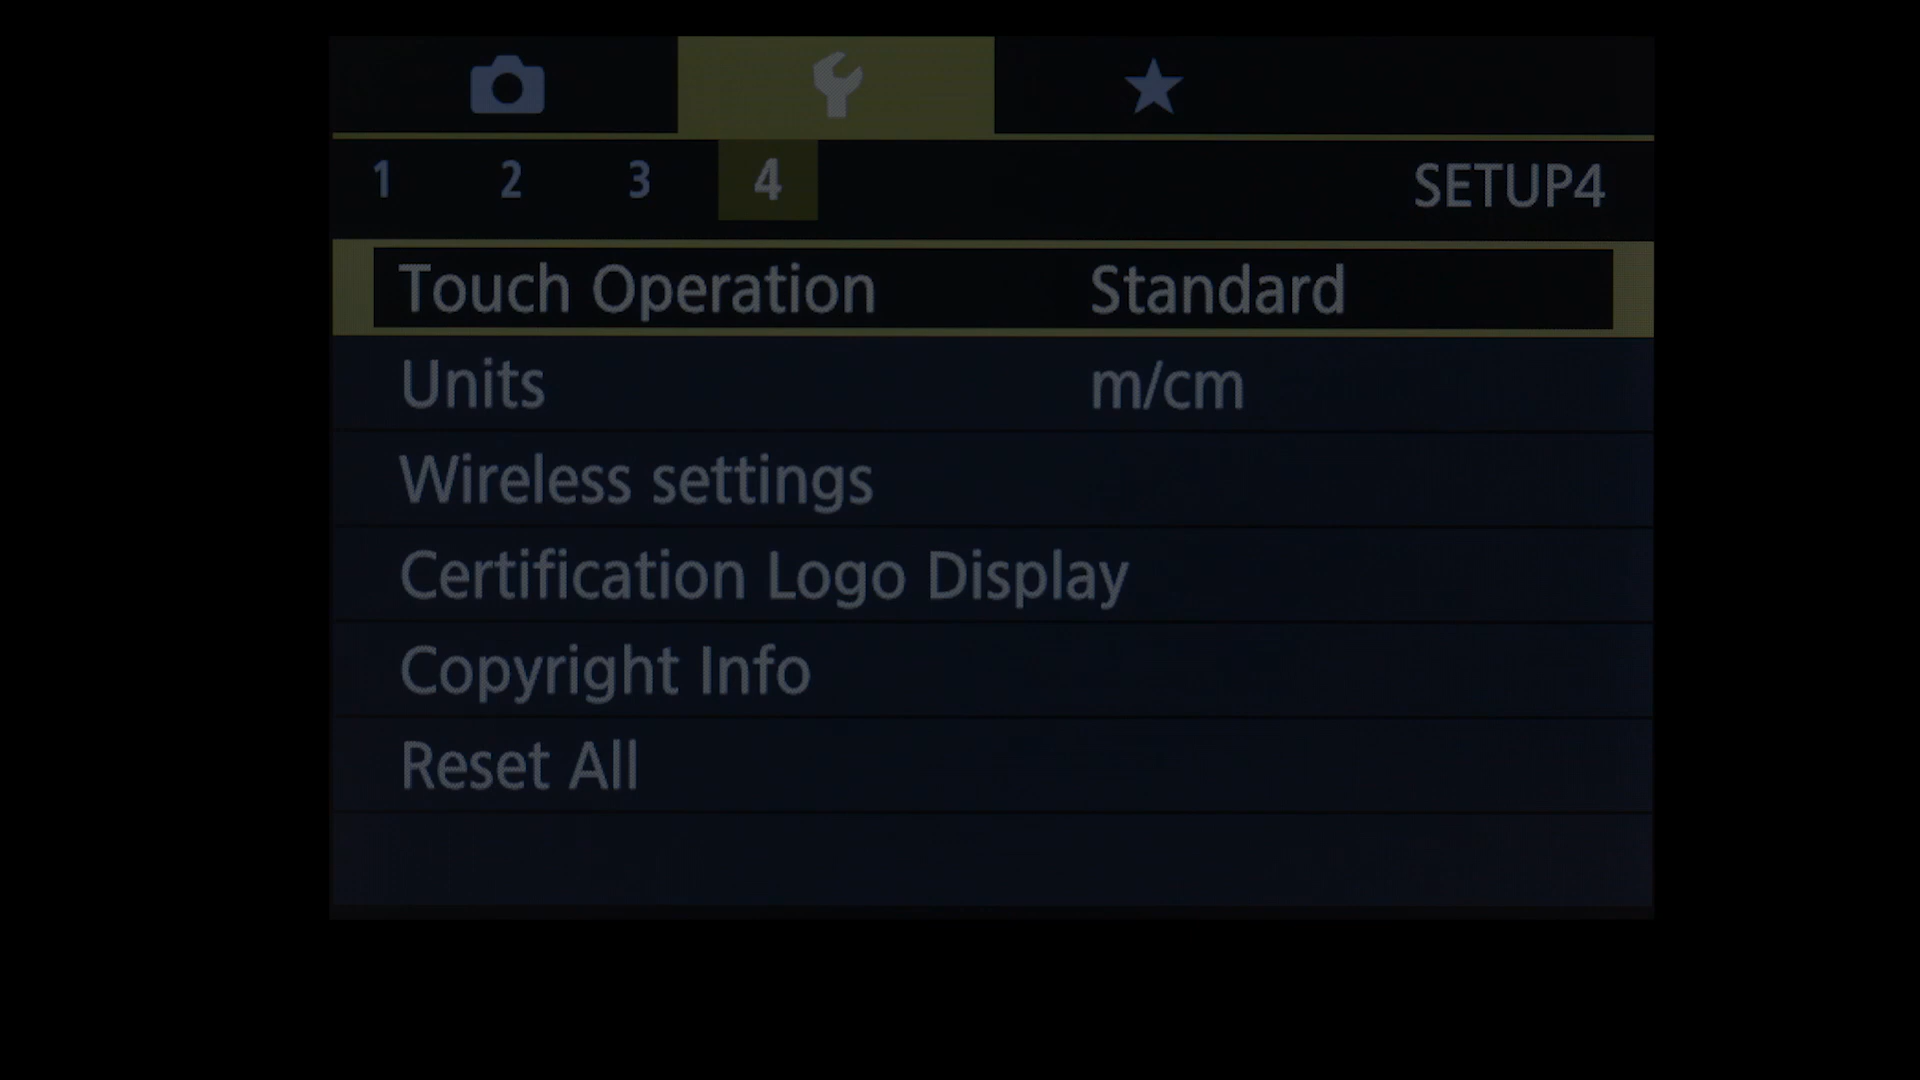 1 2 3 4 SETUP4
Touch Operation Standard
Units m/cm
Wireless settings
Certification Logo Display
Copyright Info
Reset All